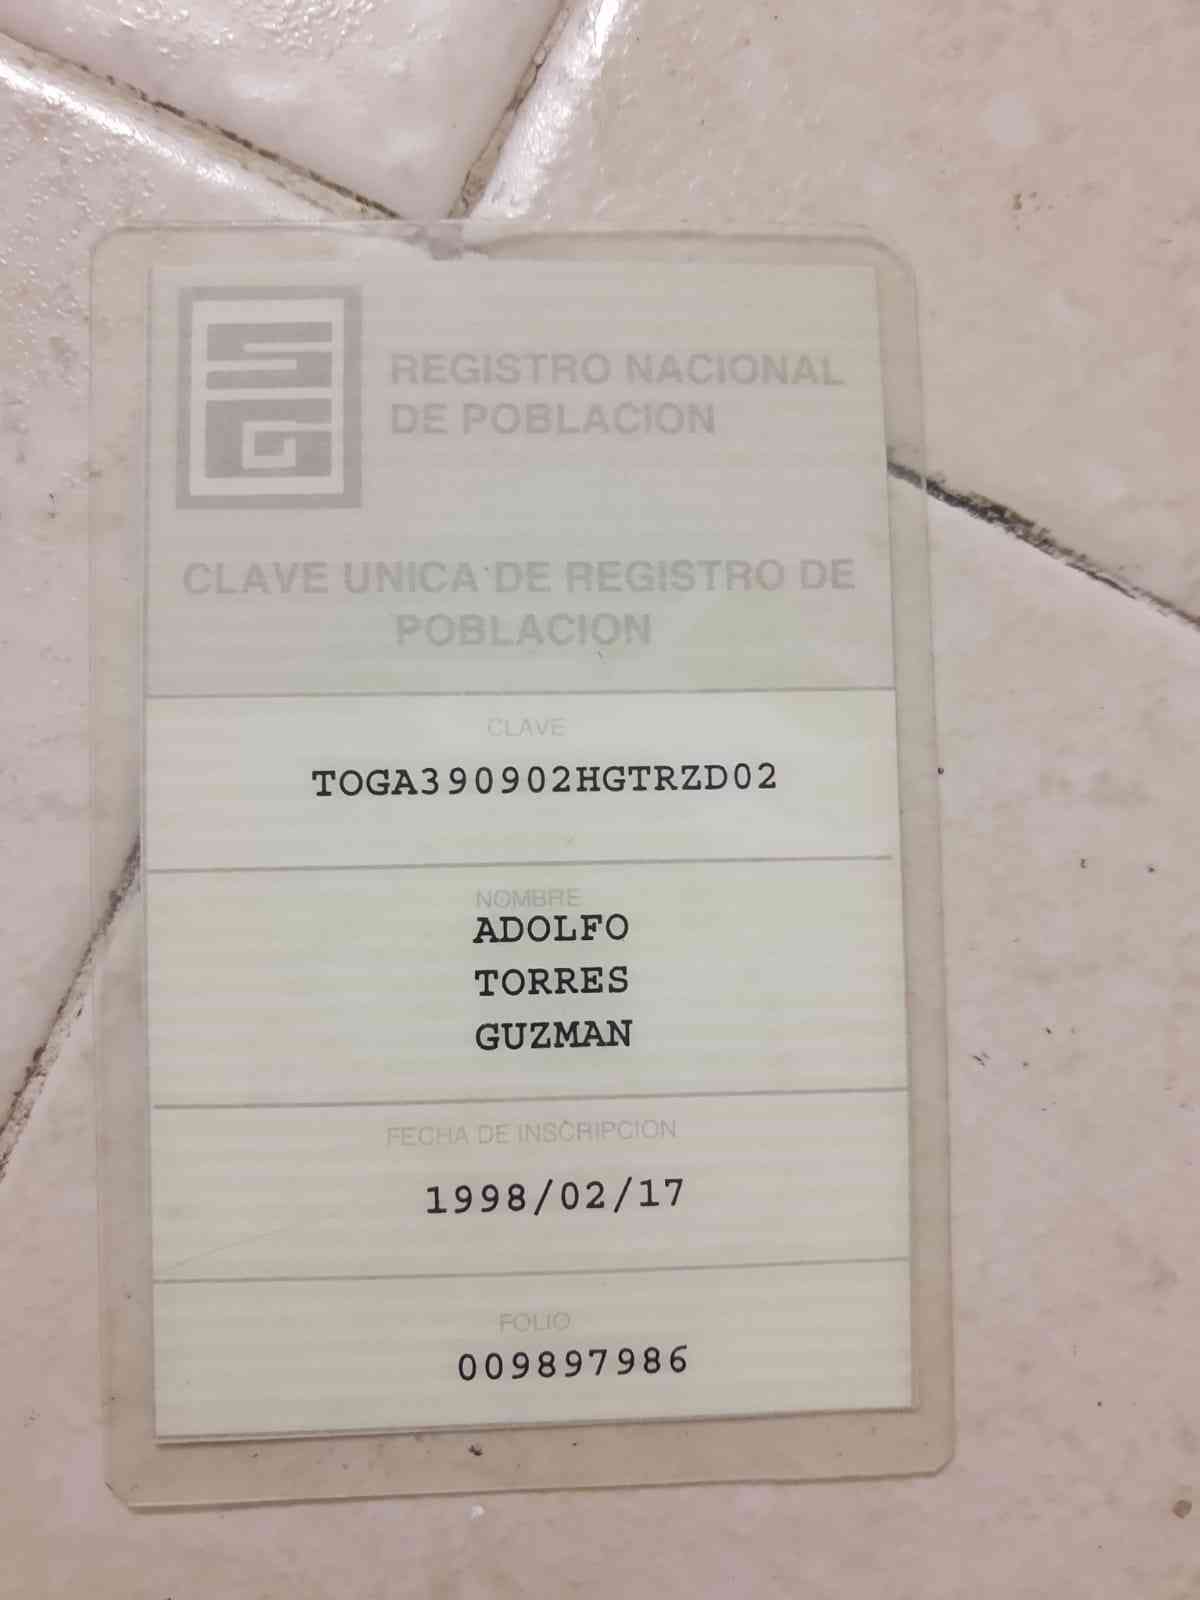 SG
REGISTRO NACIONAL
DE POBLACION
CLAVE UNICA DE REGISTRO DE
POBLACION
CLAVE
TOGA390902HGTRZD02
NOMBRE
ADOLFO
TORRES
GUZMAN
FECHA DE INSCRIPCION
1998/02/17
FOLIO
009897986